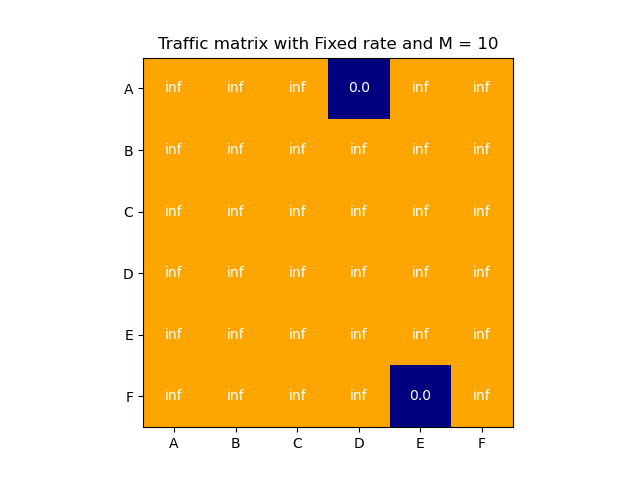 Traffic matrix with Fixed rate and M = 10
A inf inf inf 0.0 inf inf
B inf inf inf inf inf inf
C inf inf inf inf inf inf
D inf inf inf inf inf inf
E inf inf inf inf inf inf
F inf inf inf inf 0.0 inf
A B C D E F